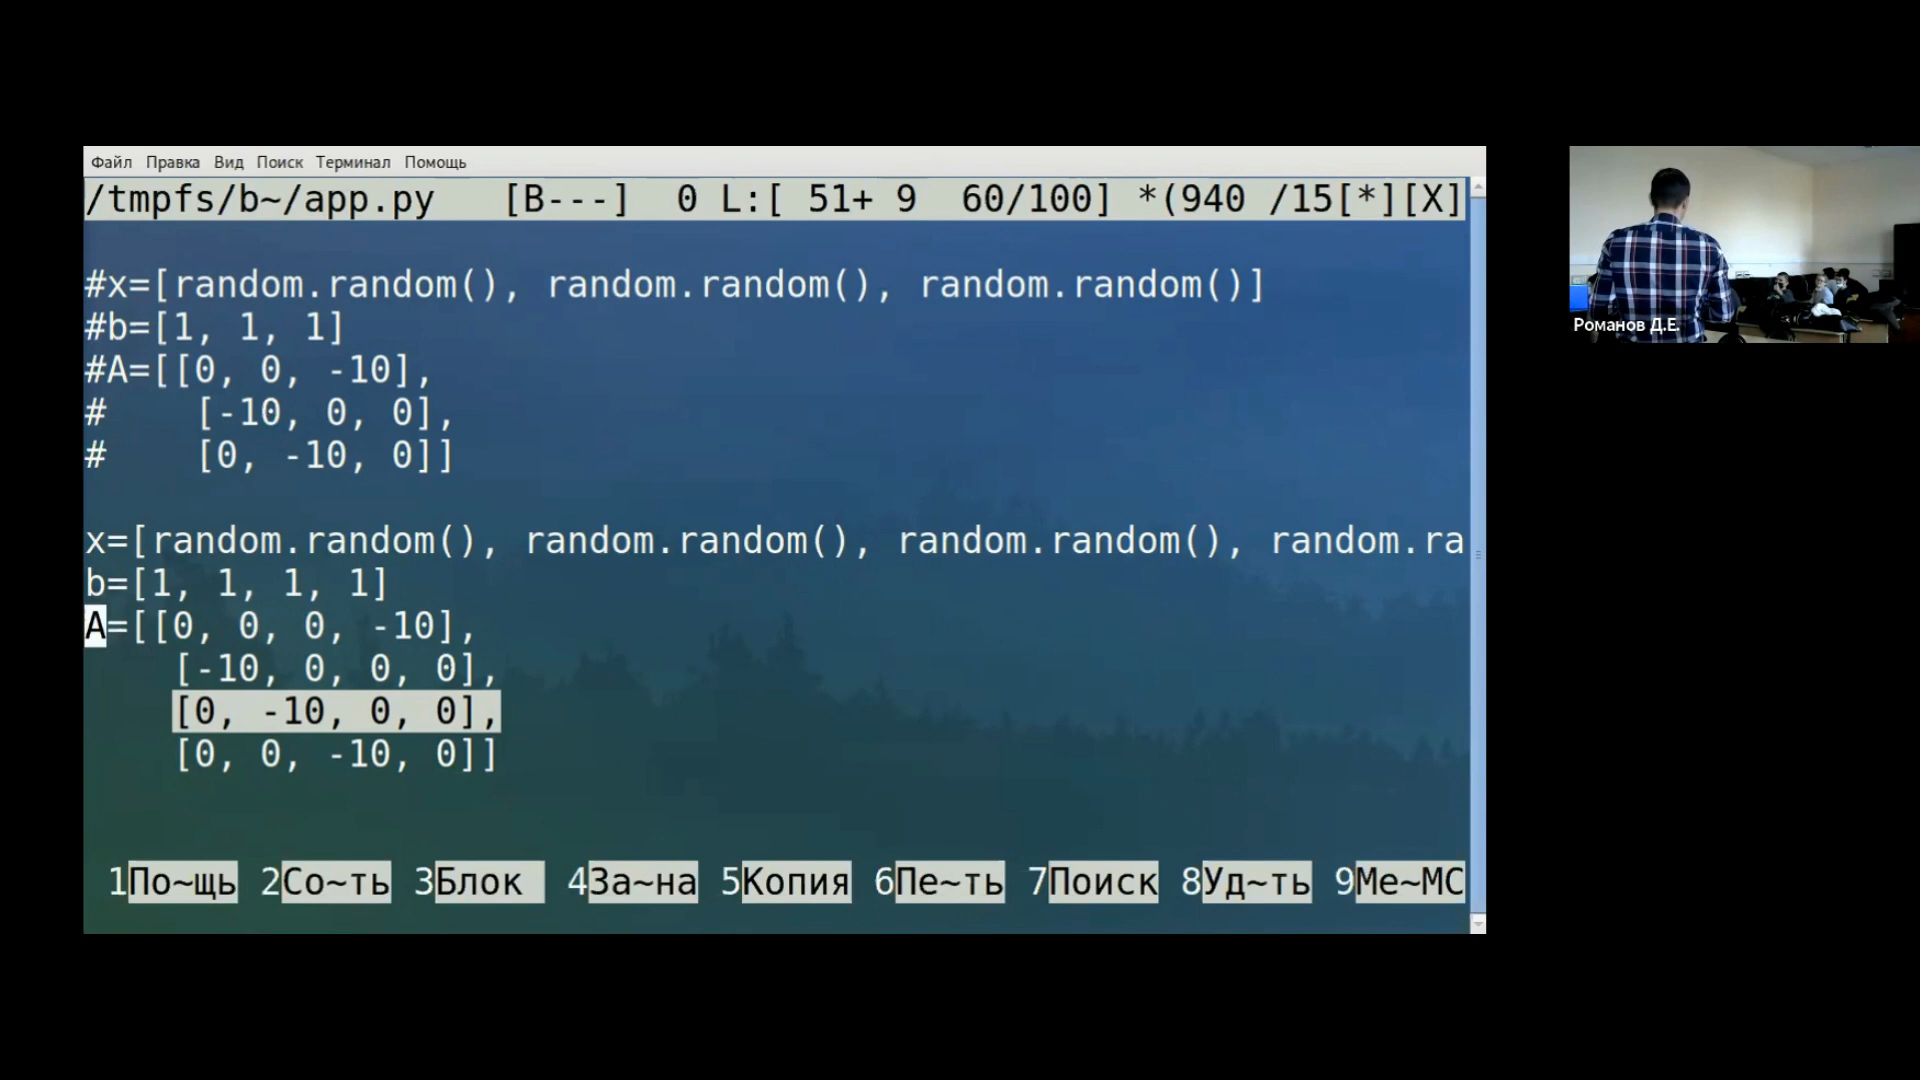 Файл Правка Вид Поиск Терминал Помощь
/tmpfs/b~/app.py [B---] 0 L:[ 51+ 9 60/100] *(940 /15[*][X]
#x=[random.random(), random.random(), random.random()]
#b=[1, 1, 1]
#A=[[0, 0, -10],
# [-10, 0, 0],
# [0, -10, 0]]
x=[random.random(), random.random(), random.random(), random.ra
b=[1, 1, 1, 1]
A=[[0, 0, 0, -10],
[-10, 0, 0, 0],
[0, -10, 0, 0],
[0, 0, -10, 0]]
1По~щь 2Со~ть 3Блок 4За~на 5Копия 6Пе~ть 7Поиск 8Уд~ть 9Ме~МС
Романов Д.Е.